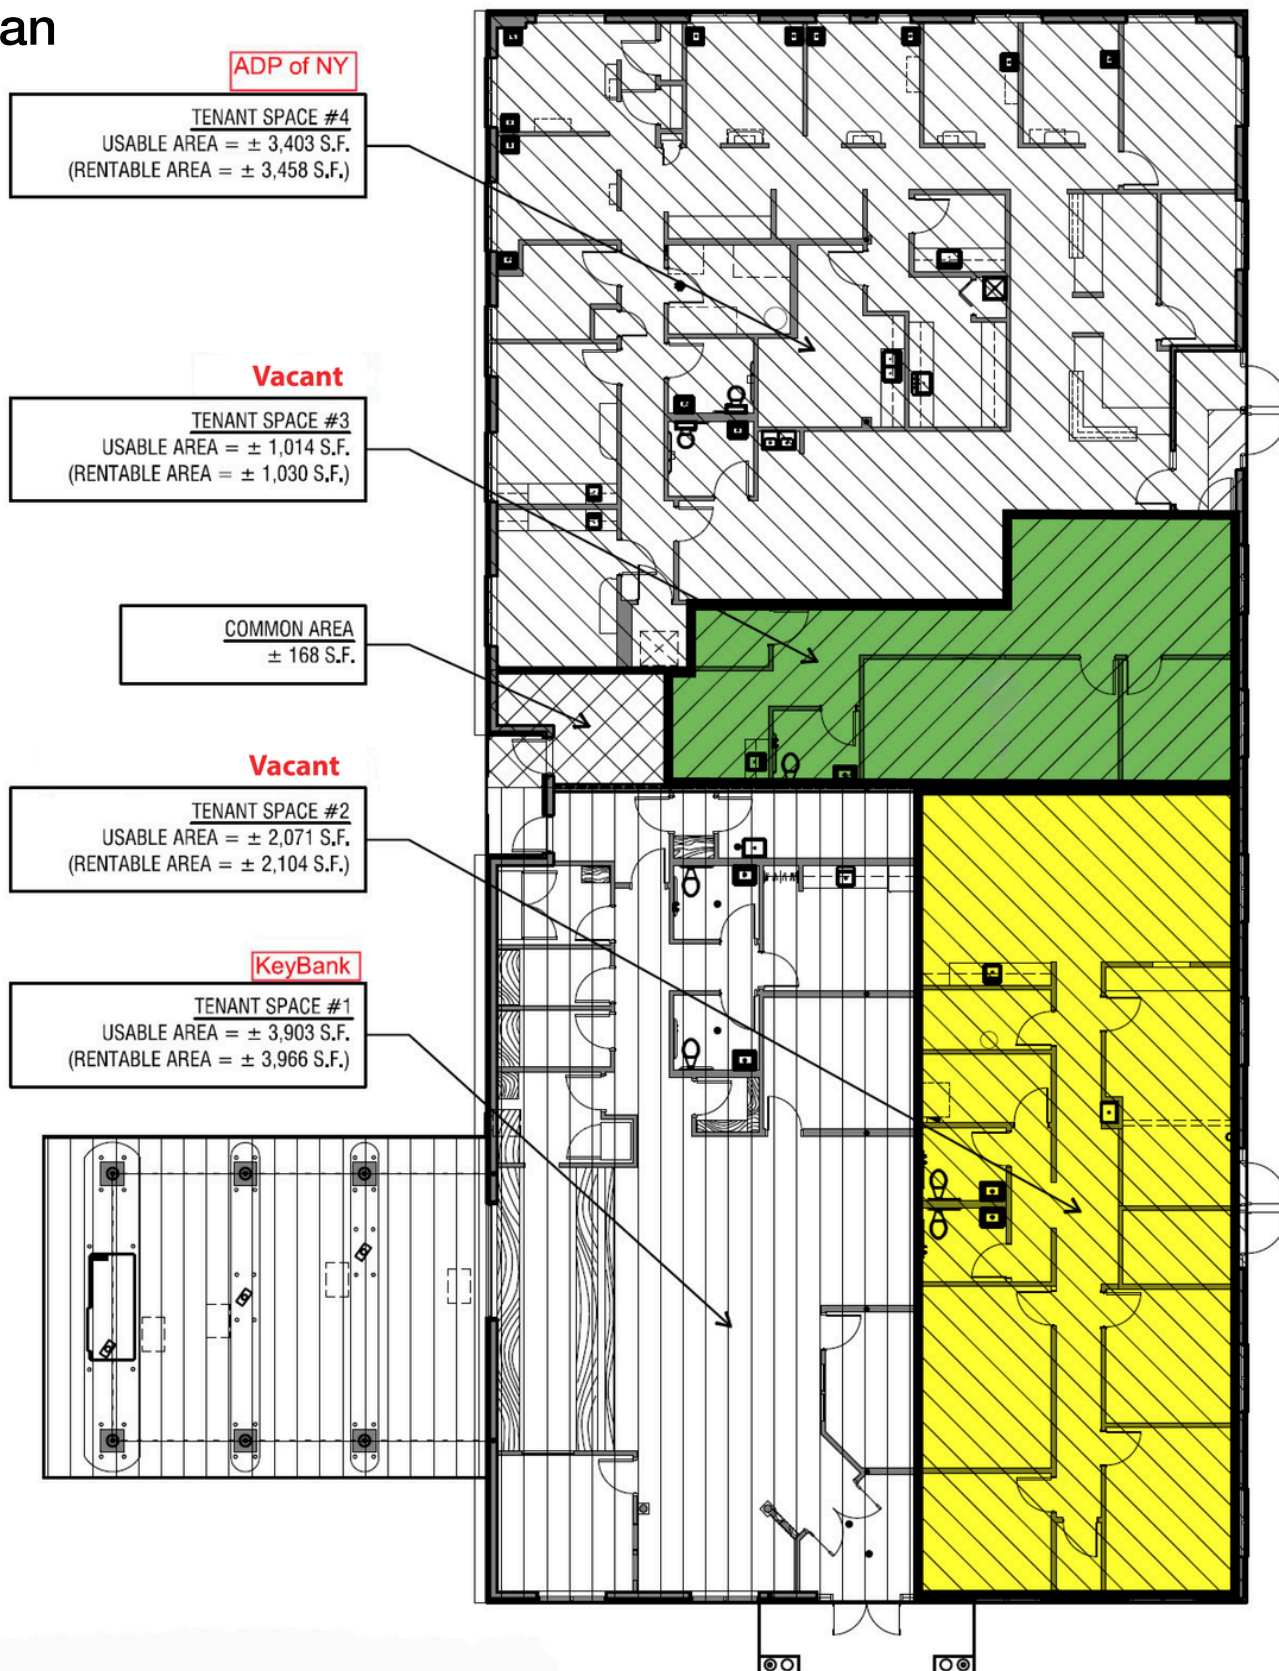 an
ADP of NY
TENANT SPACE #4
USABLE AREA = ± 3,403 S.F.
(RENTABLE AREA = ± 3,458 S.F.)
Vacant
TENANT SPACE #3
USABLE AREA = ± 1,014 S.F.
(RENTABLE AREA = ± 1,030 S.F.)
COMMON AREA
± 168 S.F.
Vacant
TENANT SPACE #2
USABLE AREA = ± 2,071 S.F.
(RENTABLE AREA = ± 2,104 S.F.)
KeyBank
TENANT SPACE #1
USABLE AREA = ± 3,903 S.F.
(RENTABLE AREA = ± 3,966 S.F.)